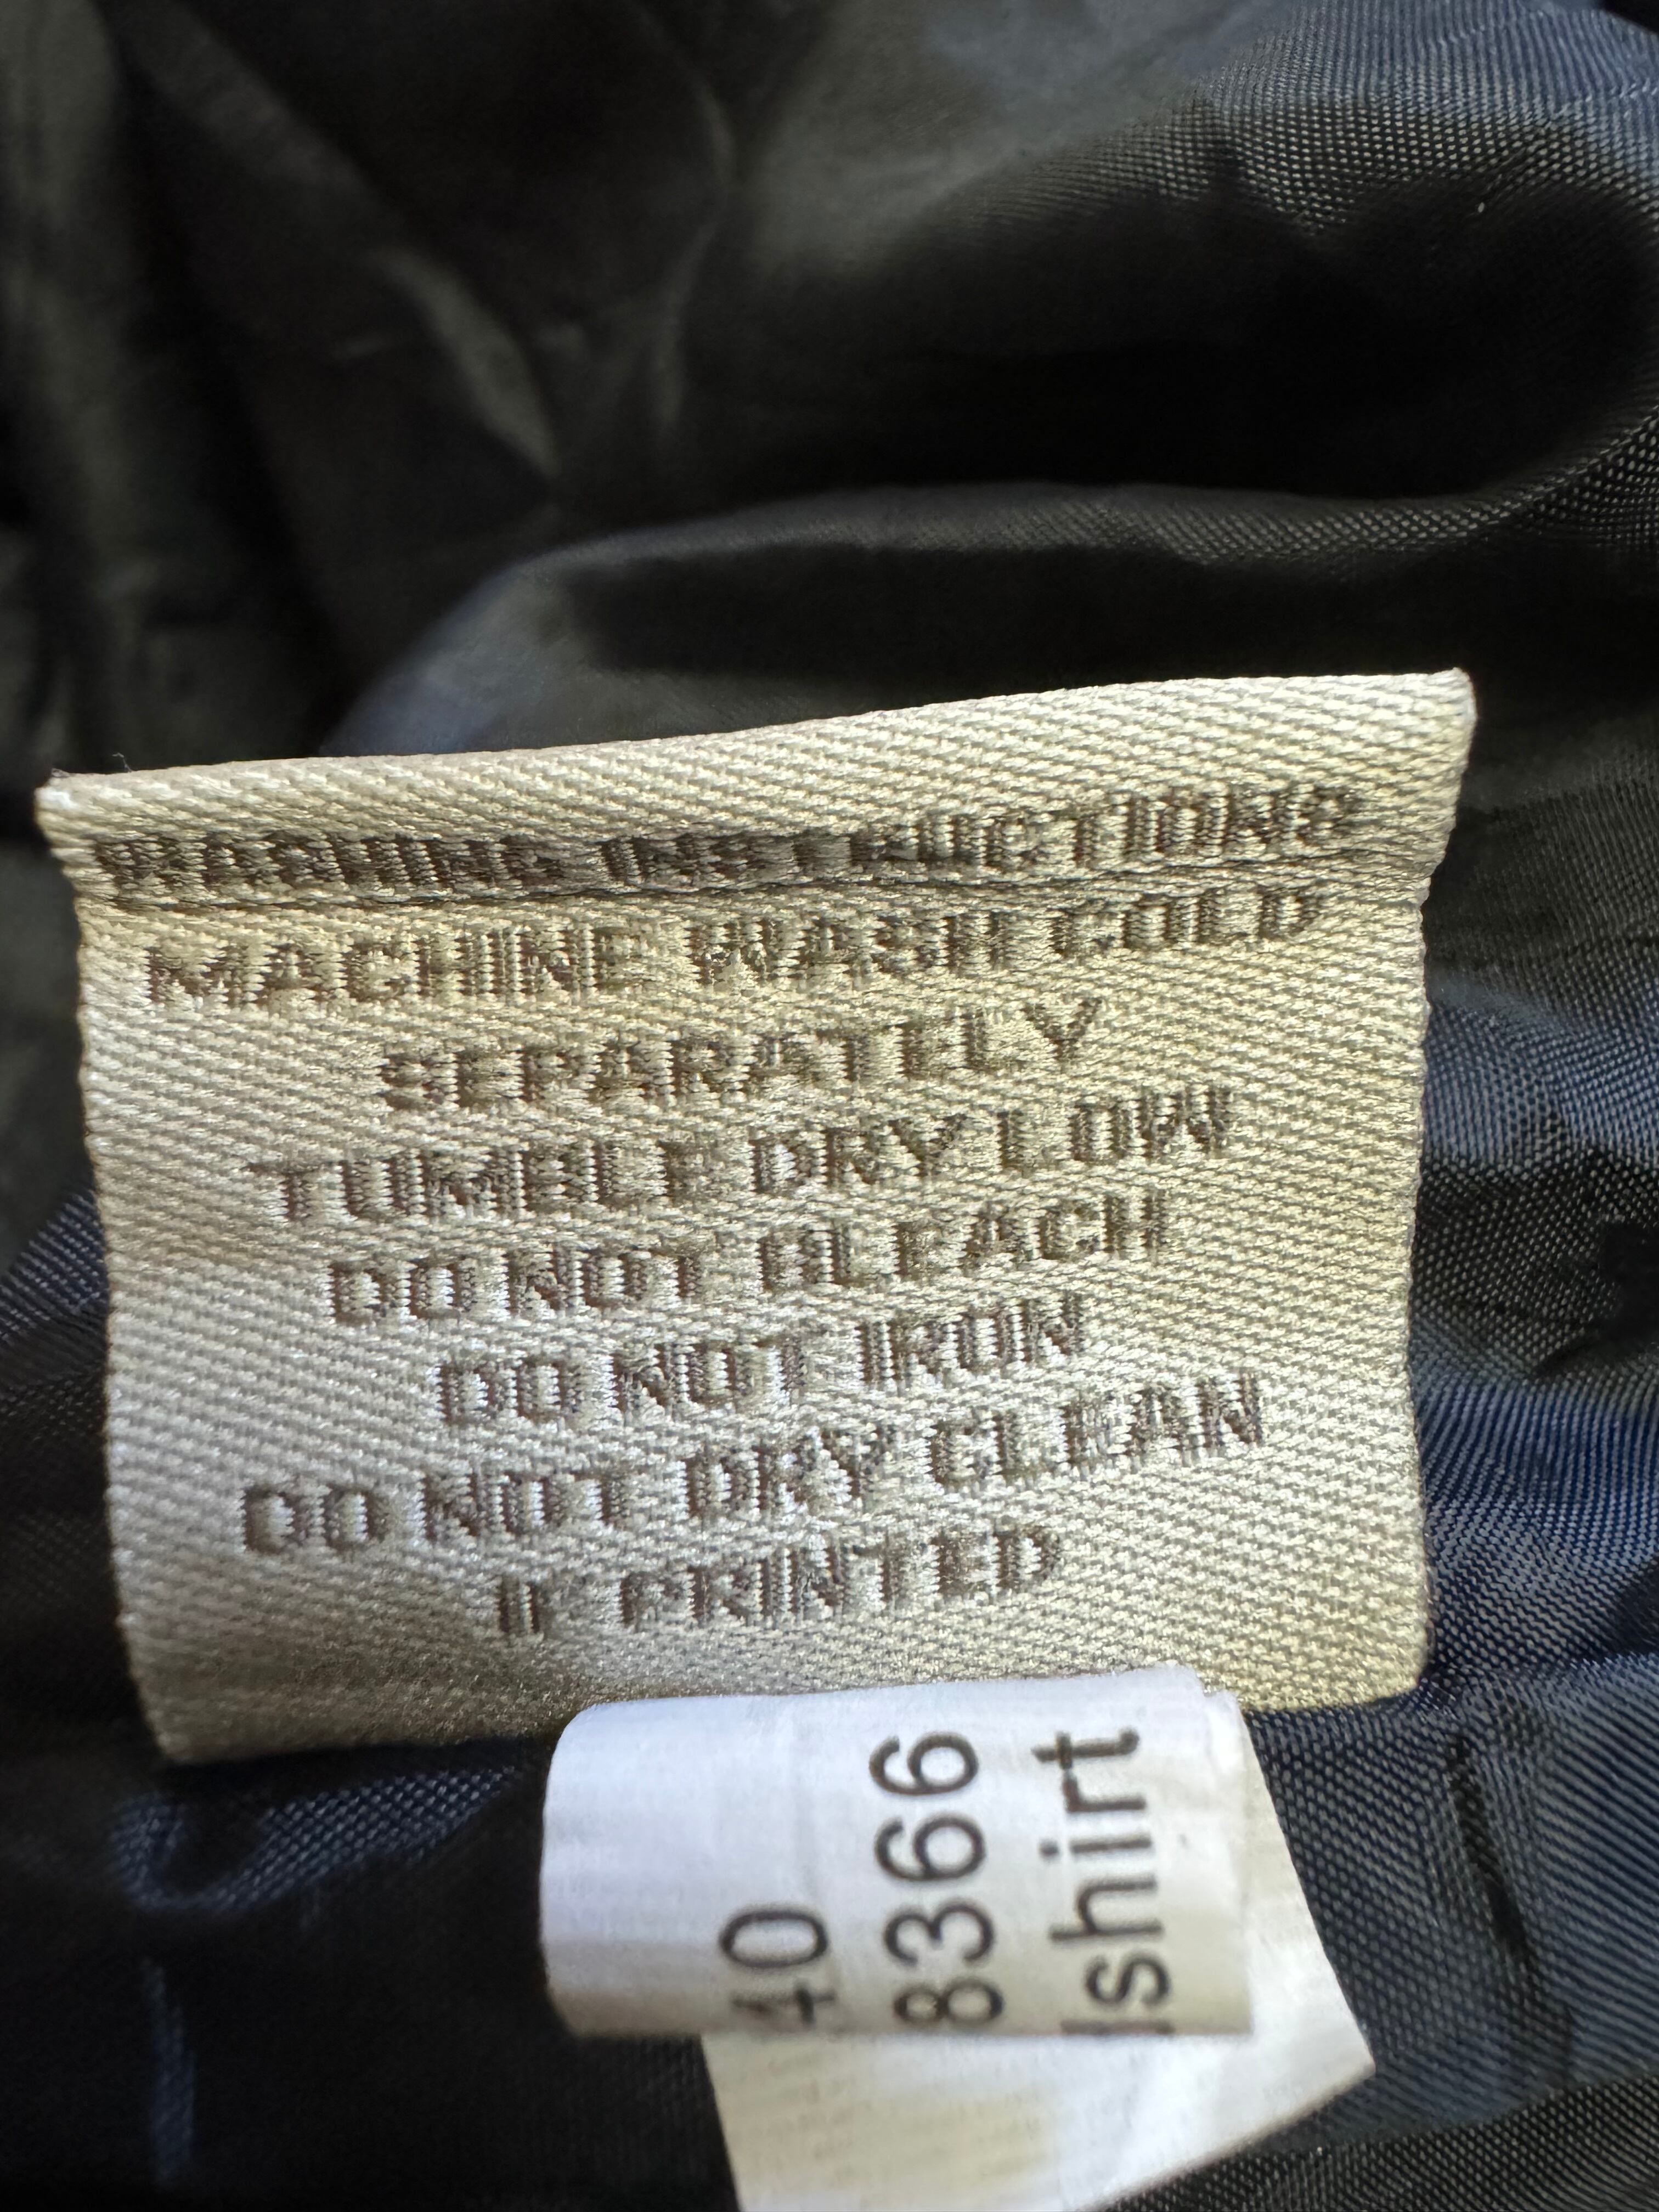 WASHING INSTRUCTIONS
MACHINE WASH COLD
SEPARATELY
TUMBLE DRY LOW
DO NOT BLEACH
DO NOT IRON
DO NOT DRY CLEAN
IF PRINTED
40
8366
shirt